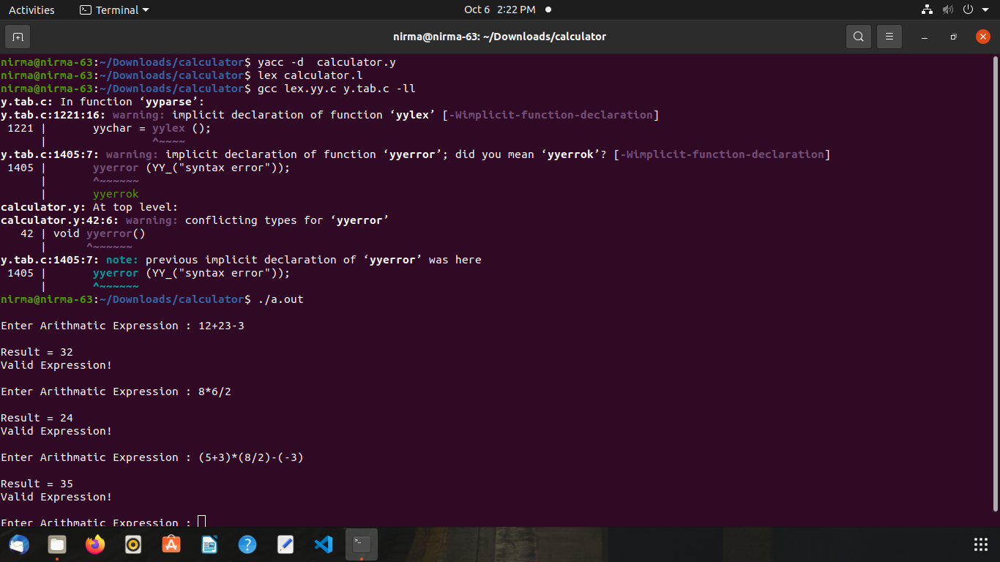 Activities Terminal Oct 6 2:22 PM
nirma@nirma-63: ~/Downloads/calculator
nirma@nirma-63:~/Downloads/calculator$ yacc -d  calculator.y
nirma@nirma-63:~/Downloads/calculator$ lex calculator.l
nirma@nirma-63:~/Downloads/calculator$ gcc lex.yy.c y.tab.c -ll
y.tab.c: In function ‘yyparse’:
y.tab.c:1221:16: warning: implicit declaration of function ‘yylex’ [-Wimplicit-function-declaration]
 1221 |       yychar = yylex ();
      |                ^~~~~
y.tab.c:1405:7: warning: implicit declaration of function ‘yyerror’; did you mean ‘yyerrok’? [-Wimplicit-function-declaration]
 1405 |       yyerror (YY_("syntax error"));
      |       ^~~~~~~
      |       yyerrok
calculator.y: At top level:
calculator.y:42:6: warning: conflicting types for ‘yyerror’
   42 | void yyerror()
      |      ^~~~~~~
y.tab.c:1405:7: note: previous implicit declaration of ‘yyerror’ was here
 1405 |       yyerror (YY_("syntax error"));
      |       ^~~~~~~
nirma@nirma-63:~/Downloads/calculator$ ./a.out
Enter Arithmatic Expression : 12+23-3
Result = 32
Valid Expression!
Enter Arithmatic Expression : 8*6/2
Result = 24
Valid Expression!
Enter Arithmatic Expression : (5+3)*(8/2)-(-3)
Result = 35
Valid Expression!
Enter Arithmatic Expression :